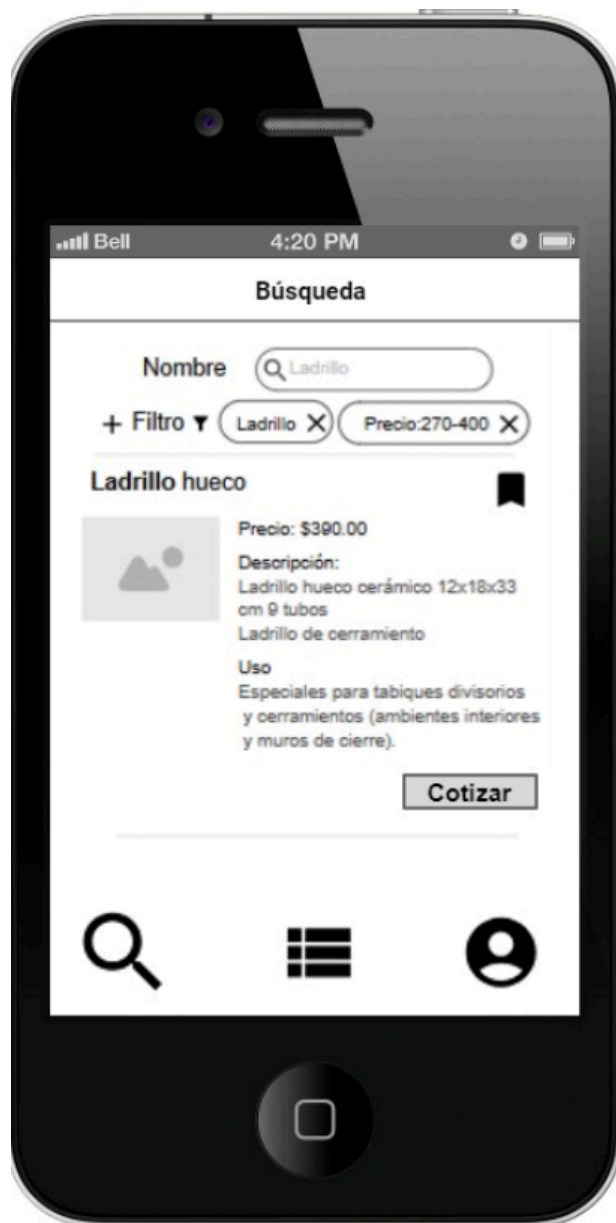 Bell 4:20 PM
Búsqueda
Nombre Ladrillo
+ Filtro Ladrillo X Precio:270-400 X
Ladrillo hueco
Precio: $390.00
Descripción:
Ladrillo hueco cerámico 12x18x33
cm 9 tubos
Ladrillo de cerramiento
Uso
Especiales para tabiques divisorios
y cerramientos (ambientes interiores
y muros de cierre).
Cotizar